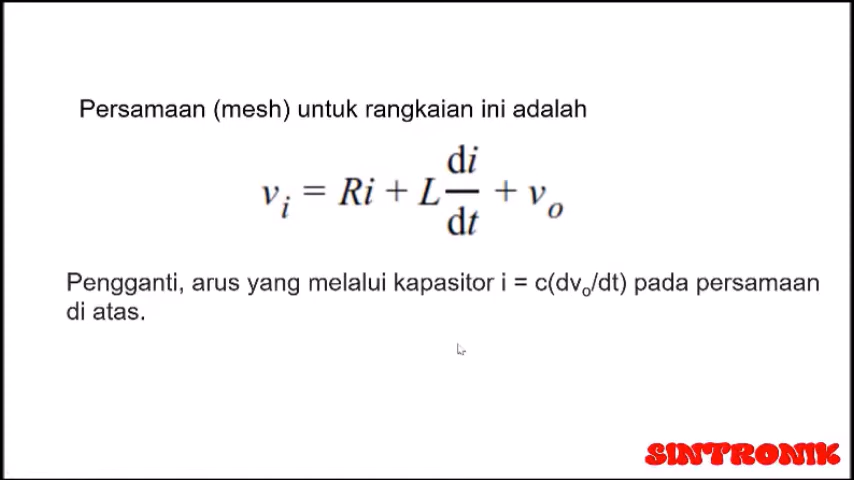 Persamaan (mesh) untuk rangkaian ini adalah
v_i = Ri + L di/dt + v_o
Pengganti, arus yang melalui kapasitor i = c(dv_o/dt) pada persamaan
di atas.
SINTRONIK